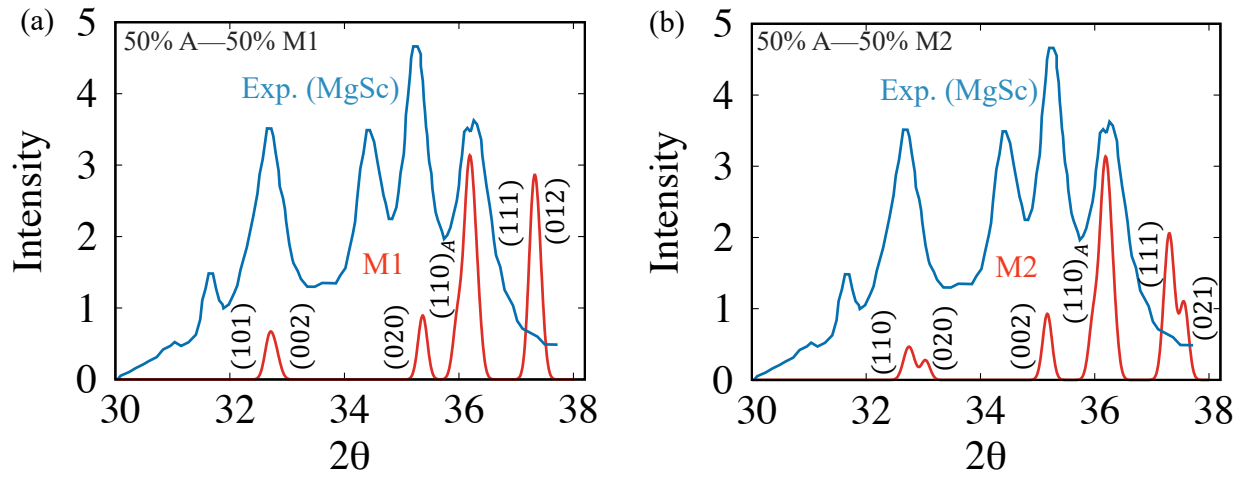 (a)
50% A—50% M1
Exp. (MgSc)
M1
(101)
(002)
(020)
(110)A
(111)
(012)
Intensity
0
1
2
3
4
5
30
32
34
36
38
2θ
(b)
50% A—50% M2
Exp. (MgSc)
M2
(110)
(020)
(002)
(110)A
(111)
(021)
Intensity
0
1
2
3
4
5
30
32
34
36
38
2θ